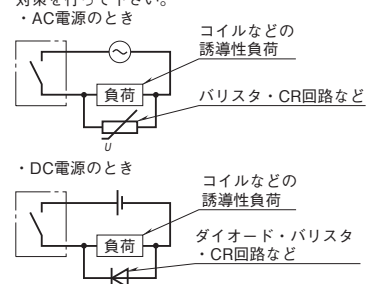 対策を行って下さい。
・AC電源のとき
コイルなどの
誘導性負荷
負荷
バリスタ・CR回路など
U
・DC電源のとき
コイルなどの
誘導性負荷
負荷
ダイオード・バリスタ
・CR回路など